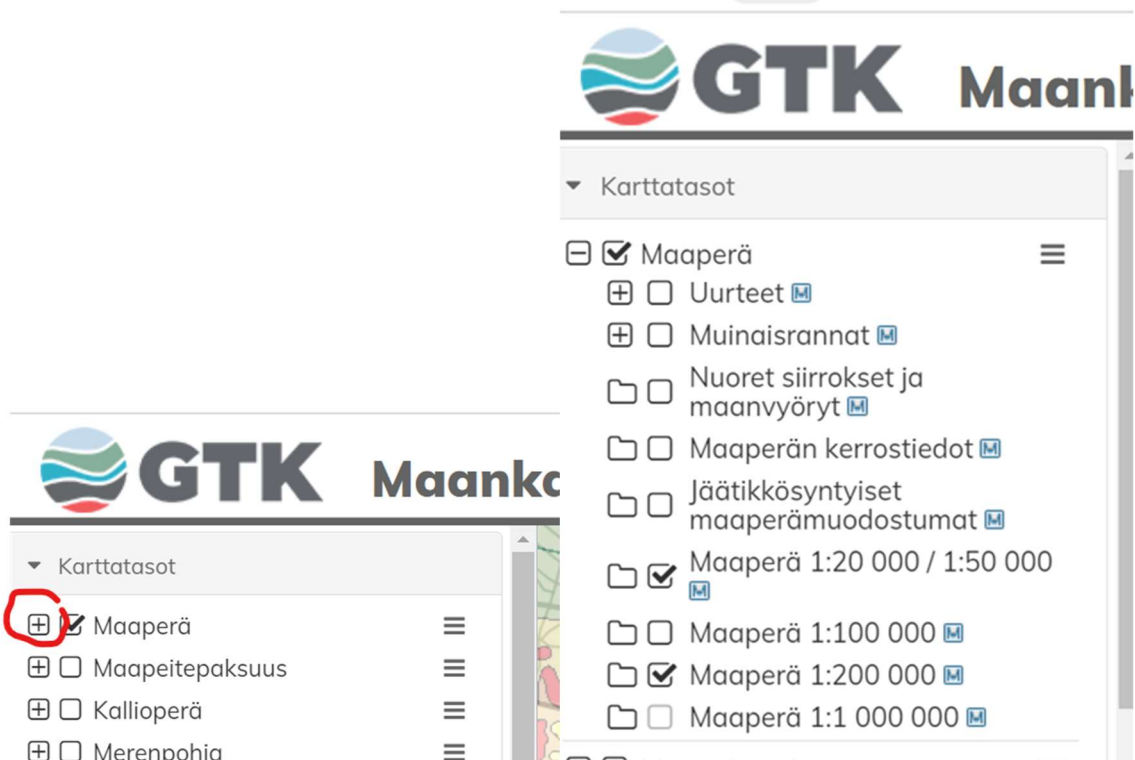 GTK Maanka
Karttatasot
Maaperä
Maapeitepaksuus
Kallioperä
Merenpohja
GTK Maank
Karttatasot
Maaperä
Uurteet M
Muinaisrannat M
Nuoret siirrokset ja
maanvyöryt M
Maaperän kerrostiedot M
Jäätikkösyntyiset
maaperämuodostumat M
Maaperä 1:20 000 / 1:50 000
M
Maaperä 1:100 000 M
Maaperä 1:200 000 M
Maaperä 1:1 000 000 M